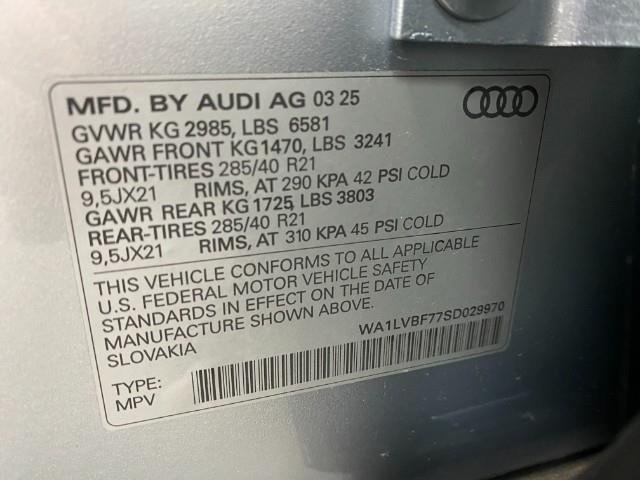 MFD. BY AUDI AG 03 25
GVWR KG 2985, LBS 6581
GAWR FRONT KG1470, LBS 3241
FRONT-TIRES 285/40 R21
9,5JX21 RIMS, AT 290 KPA 42 PSI COLD
GAWR REAR KG 1725, LBS 3803
REAR-TIRES 285/40 R21
9,5JX21 RIMS, AT 310 KPA 45 PSI COLD
THIS VEHICLE CONFORMS TO ALL APPLICABLE
U.S. FEDERAL MOTOR VEHICLE SAFETY
STANDARDS IN EFFECT ON THE DATE OF
MANUFACTURE SHOWN ABOVE.
SLOVAKIA
WA1LVBF77SD029970
TYPE:
MPV